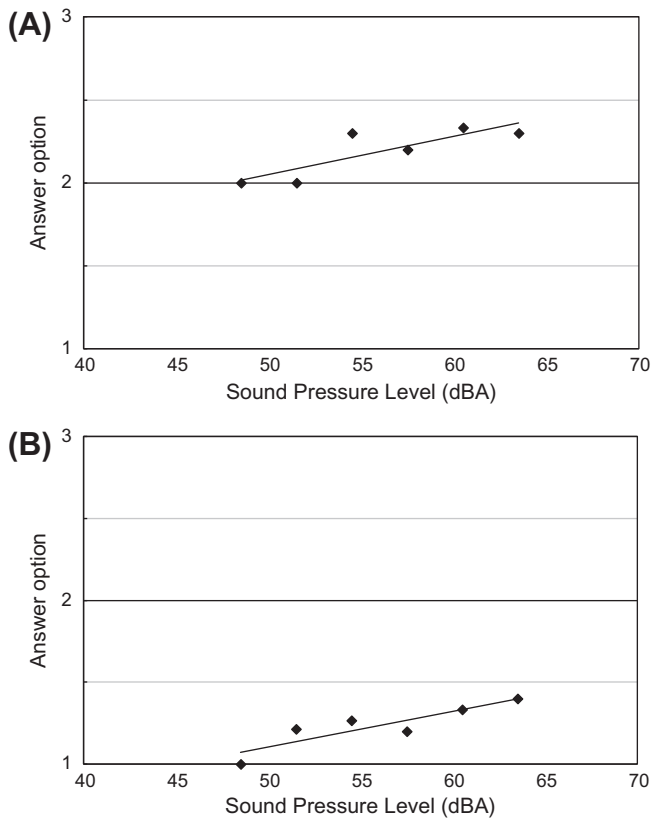 (A)
3
2
1
Answer option
40 45 50 55 60 65 70
Sound Pressure Level (dBA)
(B)
3
2
1
Answer option
40 45 50 55 60 65 70
Sound Pressure Level (dBA)